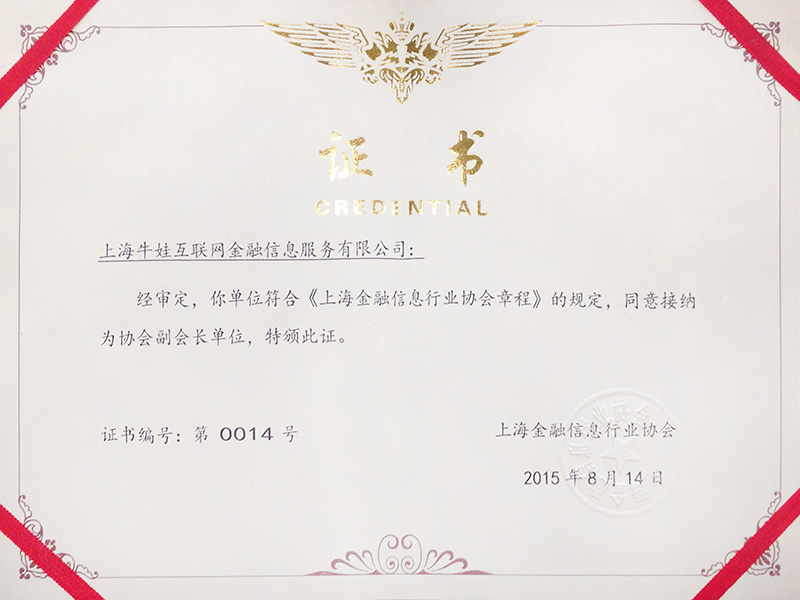 证 书
CREDENTIAL
上海牛娃互联网金融信息服务有限公司：
经审定，你单位符合《上海金融信息行业协会章程》的规定，同意接纳
为协会副会长单位，特颁此证。
证书编号：第 0014 号
上海金融信息行业协会
2015 年 8 月 14 日